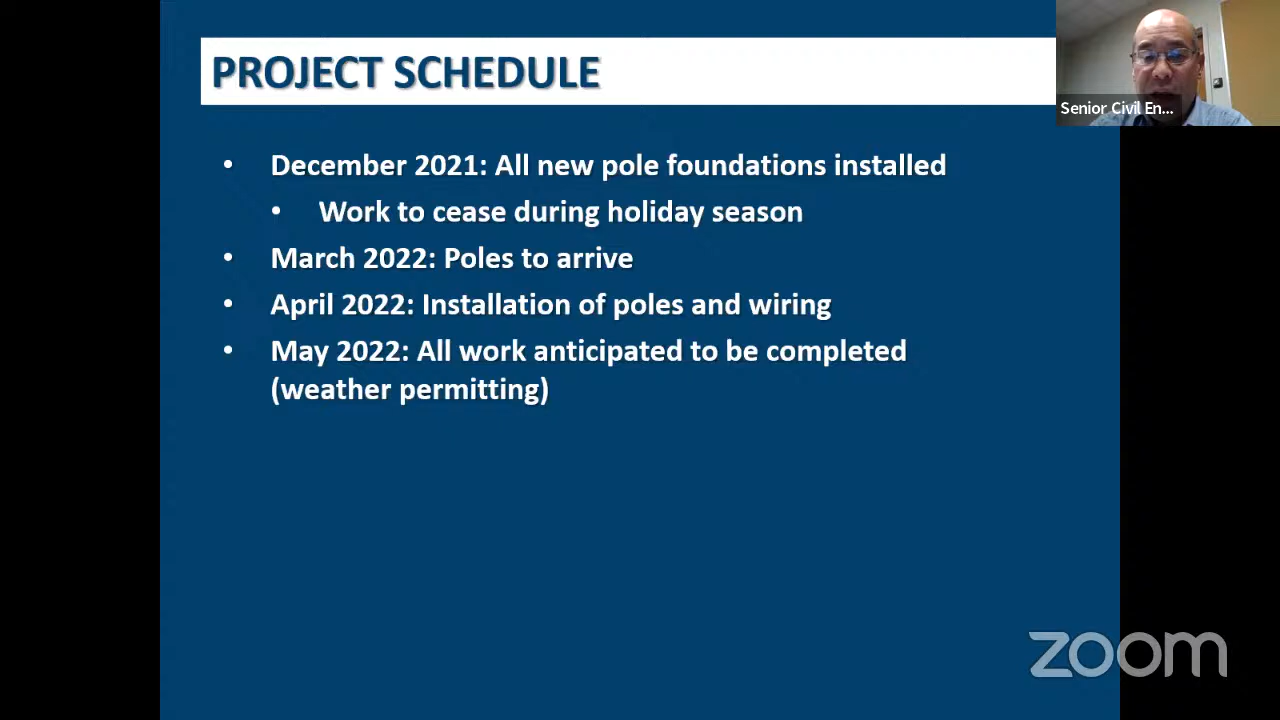 PROJECT SCHEDULE
Senior Civil En...
• December 2021: All new pole foundations installed
• Work to cease during holiday season
• March 2022: Poles to arrive
• April 2022: Installation of poles and wiring
• May 2022: All work anticipated to be completed
(weather permitting)
zoom